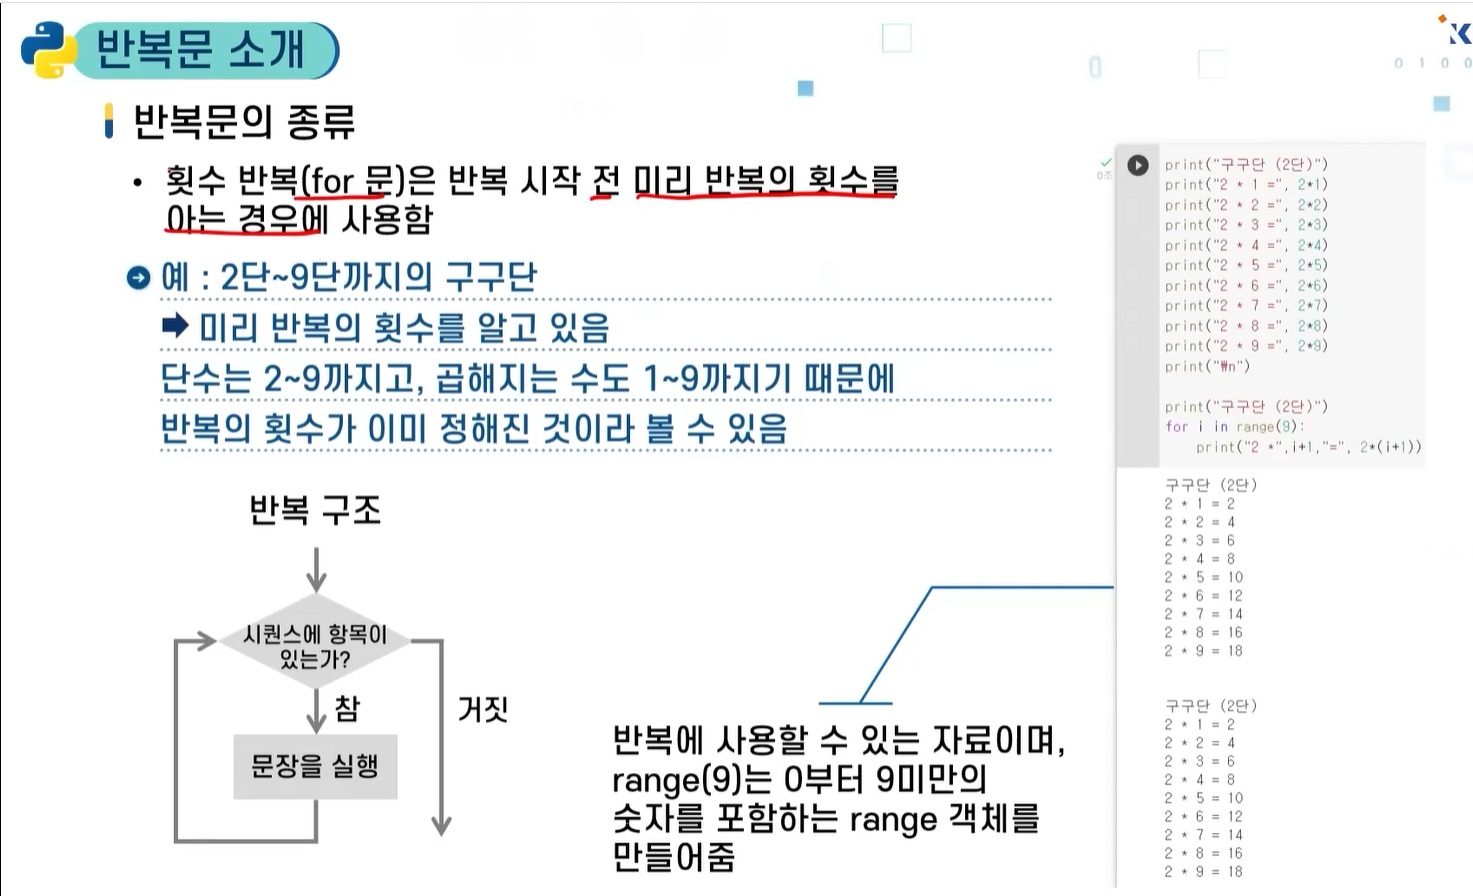 반복문 소개
K
0 1 0 0
반복문의 종류
• 횟수 반복(for 문)은 반복 시작 전 미리 반복의 횟수를
아는 경우에 사용함
예 : 2단~9단까지의 구구단
미리 반복의 횟수를 알고 있음
단수는 2~9까지고, 곱해지는 수도 1~9까지기 때문에
반복의 횟수가 이미 정해진 것이라 볼 수 있음
반복 구조
시퀀스에 항목이
있는가?
참
거짓
문장을 실행
반복에 사용할 수 있는 자료이며,
range(9)는 0부터 9미만의
숫자를 포함하는 range 객체를
만들어줌
0초
print("구구단 (2단)")
print("2 * 1 =", 2*1)
print("2 * 2 =", 2*2)
print("2 * 3 =", 2*3)
print("2 * 4 =", 2*4)
print("2 * 5 =", 2*5)
print("2 * 6 =", 2*6)
print("2 * 7 =", 2*7)
print("2 * 8 =", 2*8)
print("2 * 9 =", 2*9)
print("₩n")
print("구구단 (2단)")
for i in range(9):
print("2 *",i+1,"=", 2*(i+1))
구구단 (2단)
2 * 1 = 2
2 * 2 = 4
2 * 3 = 6
2 * 4 = 8
2 * 5 = 10
2 * 6 = 12
2 * 7 = 14
2 * 8 = 16
2 * 9 = 18
구구단 (2단)
2 * 1 = 2
2 * 2 = 4
2 * 3 = 6
2 * 4 = 8
2 * 5 = 10
2 * 6 = 12
2 * 7 = 14
2 * 8 = 16
2 * 9 = 18